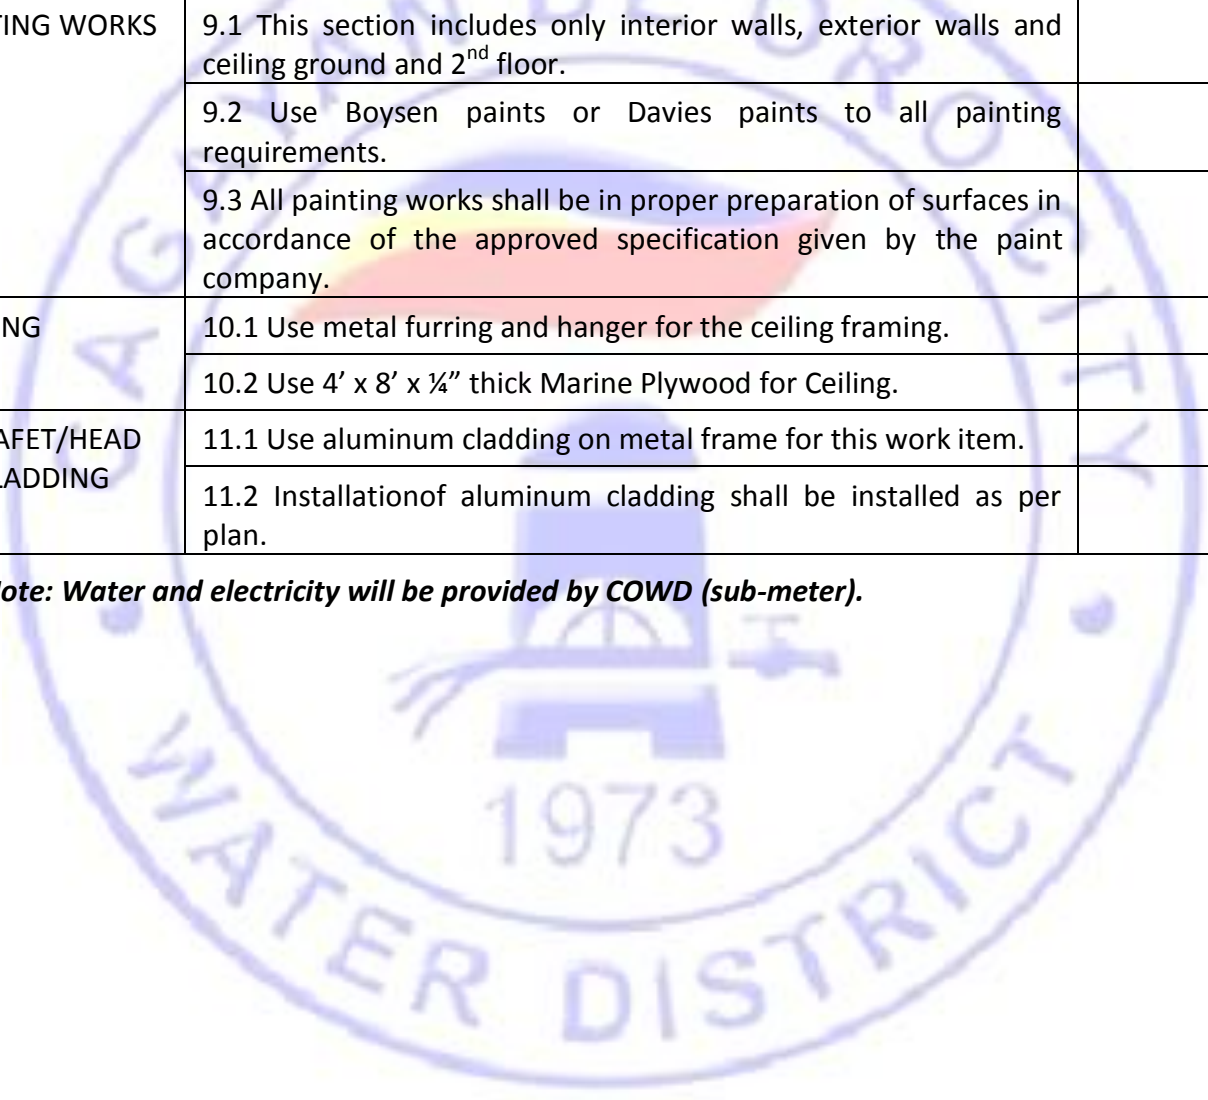 TING WORKS
9.1 This section includes only interior walls, exterior walls and
ceiling ground and 2nd floor.
9.2 Use Boysen paints or Davies paints to all painting
requirements.
9.3 All painting works shall be in proper preparation of surfaces in
accordance of the approved specification given by the paint
company.
NG
10.1 Use metal furring and hanger for the ceiling framing.
10.2 Use 4’ x 8’ x ¼” thick Marine Plywood for Ceiling.
AFET/HEAD
LADDING
11.1 Use aluminum cladding on metal frame for this work item.
11.2 Installationof aluminum cladding shall be installed as per
plan.
ote: Water and electricity will be provided by COWD (sub-meter).
CAGAYAN DE ORO CITY
WATER DISTRICT
1973